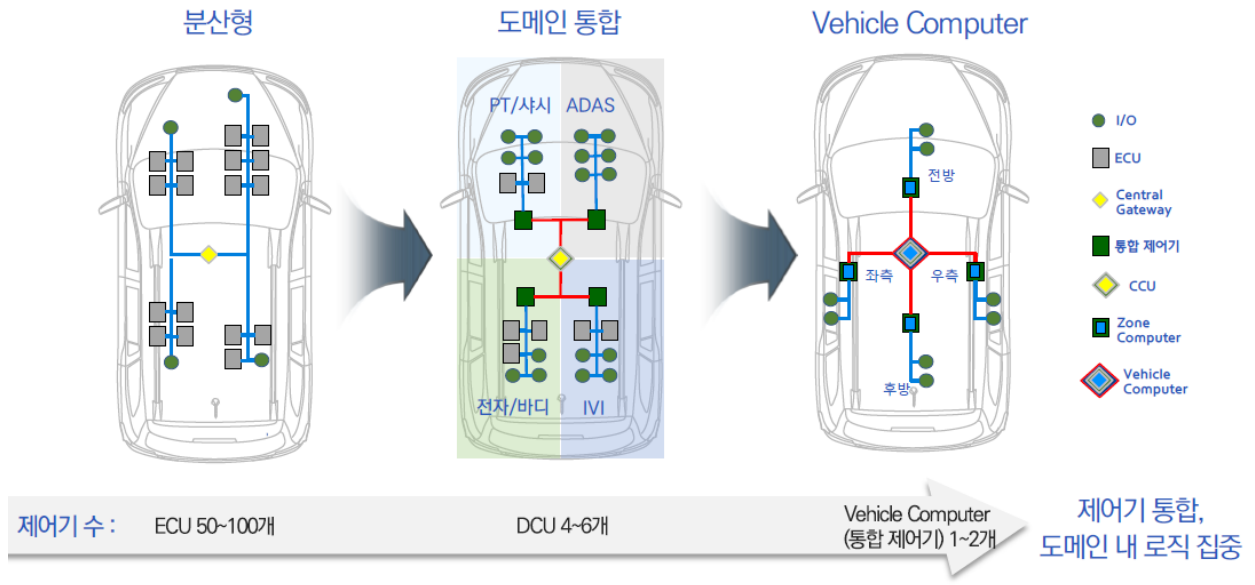 분산형
도메인 통합
Vehicle Computer
PT/샤시
ADAS
전자/바디
IVI
전방
좌측
우측
후방
I/O
ECU
Central
Gateway
통합 제어기
CCU
Zone
Computer
Vehicle
Computer
제어기 수 :
ECU 50~100개
DCU 4~6개
Vehicle Computer
(통합 제어기) 1~2개
제어기 통합,
도메인 내 로직 집중